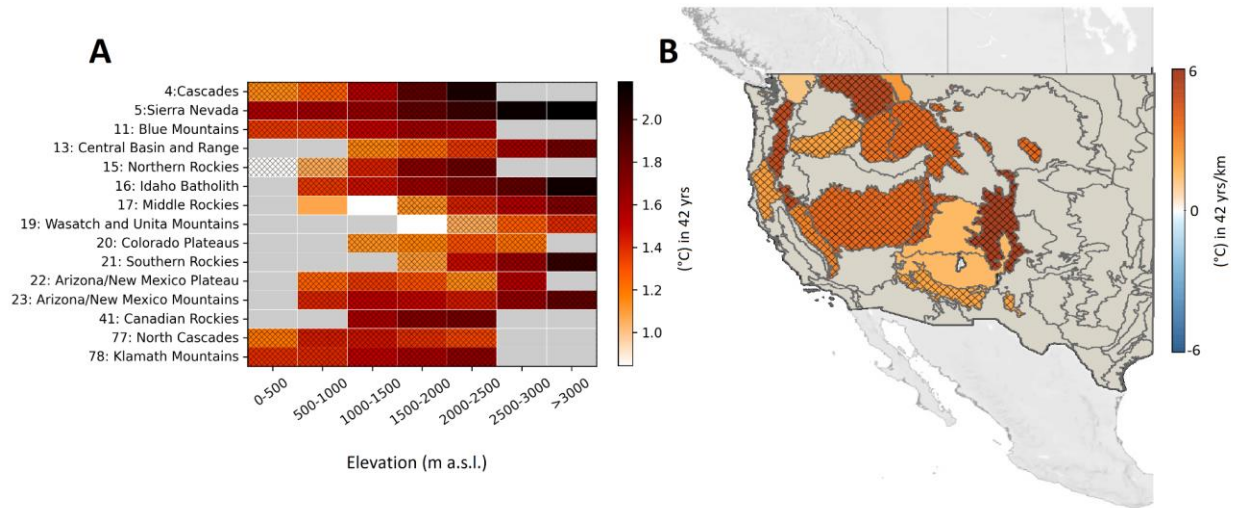 A
4:Cascades
5:Sierra Nevada
11: Blue Mountains
13: Central Basin and Range
15: Northern Rockies
16: Idaho Batholith
17: Middle Rockies
19: Wasatch and Unita Mountains
20: Colorado Plateaus
21: Southern Rockies
22: Arizona/New Mexico Plateau
23: Arizona/New Mexico Mountains
41: Canadian Rockies
77: North Cascades
78: Klamath Mountains
0-500
500-1000
1000-1500
1500-2000
2000-2500
2500-3000
>3000
Elevation (m a.s.l.)
2.0
1.8
1.6
1.4
1.2
1.0
(°C) in 42 yrs
B
6
0
-6
(°C) in 42 yrs/km